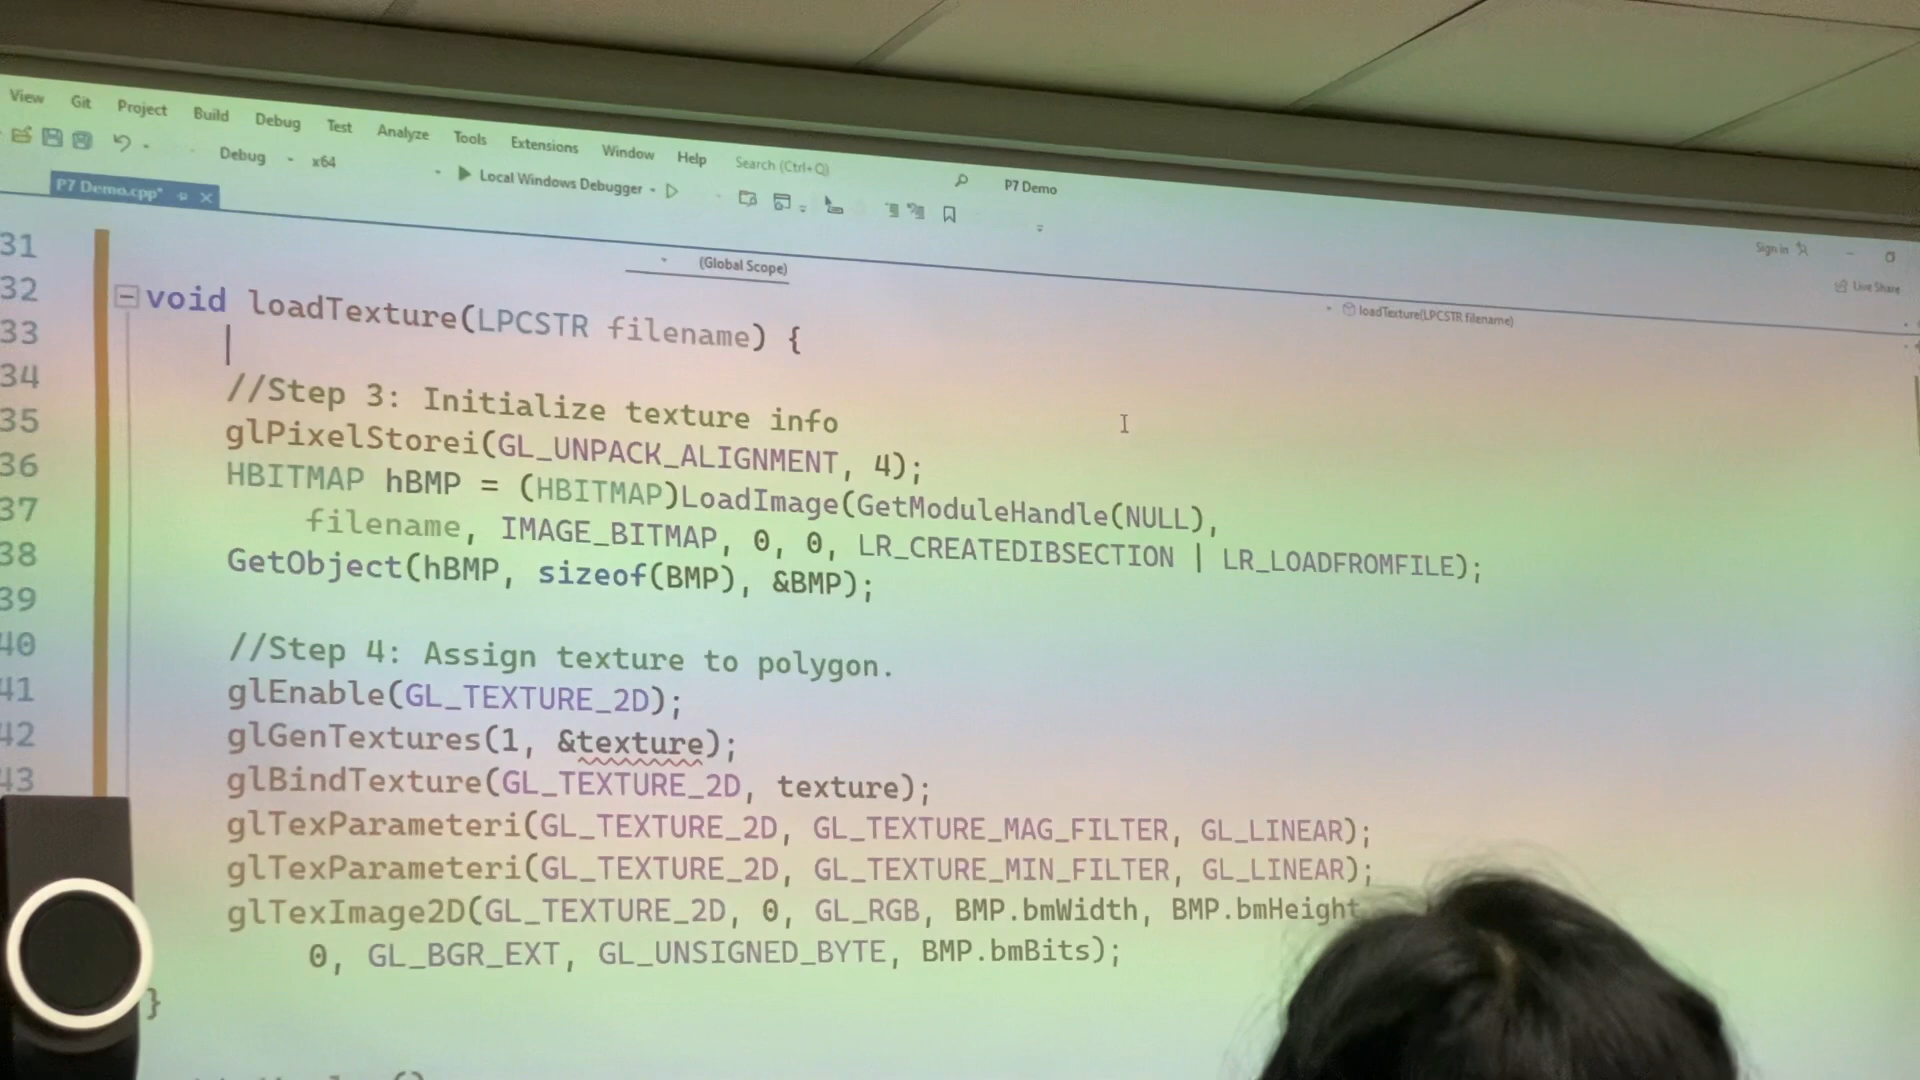 View Git Project Build Debug Test Analyze Tools Extensions Window Help Search (Ctrl+Q) P7 Demo
Sign in
Debug x64 Local Windows Debugger
Live Share
P7 Demo.cpp*
(Global Scope) loadTexture(LPCSTR filename)
31
32 void loadTexture(LPCSTR filename) {
33
34 //Step 3: Initialize texture info
35 glPixelStorei(GL_UNPACK_ALIGNMENT, 4);
36 HBITMAP hBMP = (HBITMAP)LoadImage(GetModuleHandle(NULL),
37 filename, IMAGE_BITMAP, 0, 0, LR_CREATEDIBSECTION | LR_LOADFROMFILE);
38 GetObject(hBMP, sizeof(BMP), &BMP);
39
40 //Step 4: Assign texture to polygon.
41 glEnable(GL_TEXTURE_2D);
42 glGenTextures(1, &texture);
43 glBindTexture(GL_TEXTURE_2D, texture);
glTexParameteri(GL_TEXTURE_2D, GL_TEXTURE_MAG_FILTER, GL_LINEAR);
glTexParameteri(GL_TEXTURE_2D, GL_TEXTURE_MIN_FILTER, GL_LINEAR);
glTexImage2D(GL_TEXTURE_2D, 0, GL_RGB, BMP.bmWidth, BMP.bmHeight
0, GL_BGR_EXT, GL_UNSIGNED_BYTE, BMP.bmBits);
}